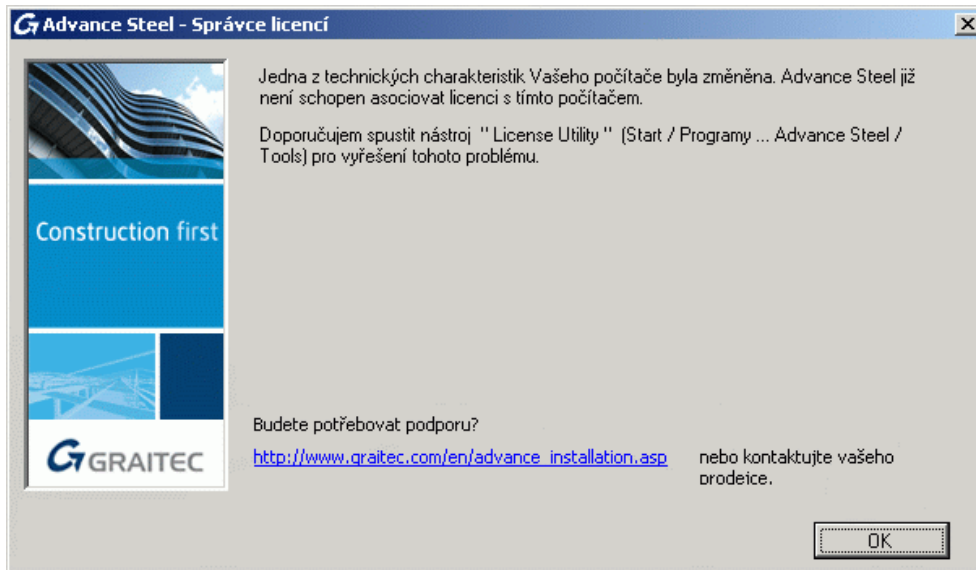 Advance Steel - Správce licencí
Jedna z technických charakteristik Vašeho počítače byla změněna. Advance Steel již
není schopen asociovat licenci s tímto počítačem.
Doporučujem spustit nástroj " License Utility " (Start / Programy ... Advance Steel /
Tools) pro vyřešení tohoto problému.
Construction first
GRAITEC
Budete potřebovat podporu?
http://www.graitec.com/en/advance_installation.asp nebo kontaktujte vašeho
prodejce.
OK